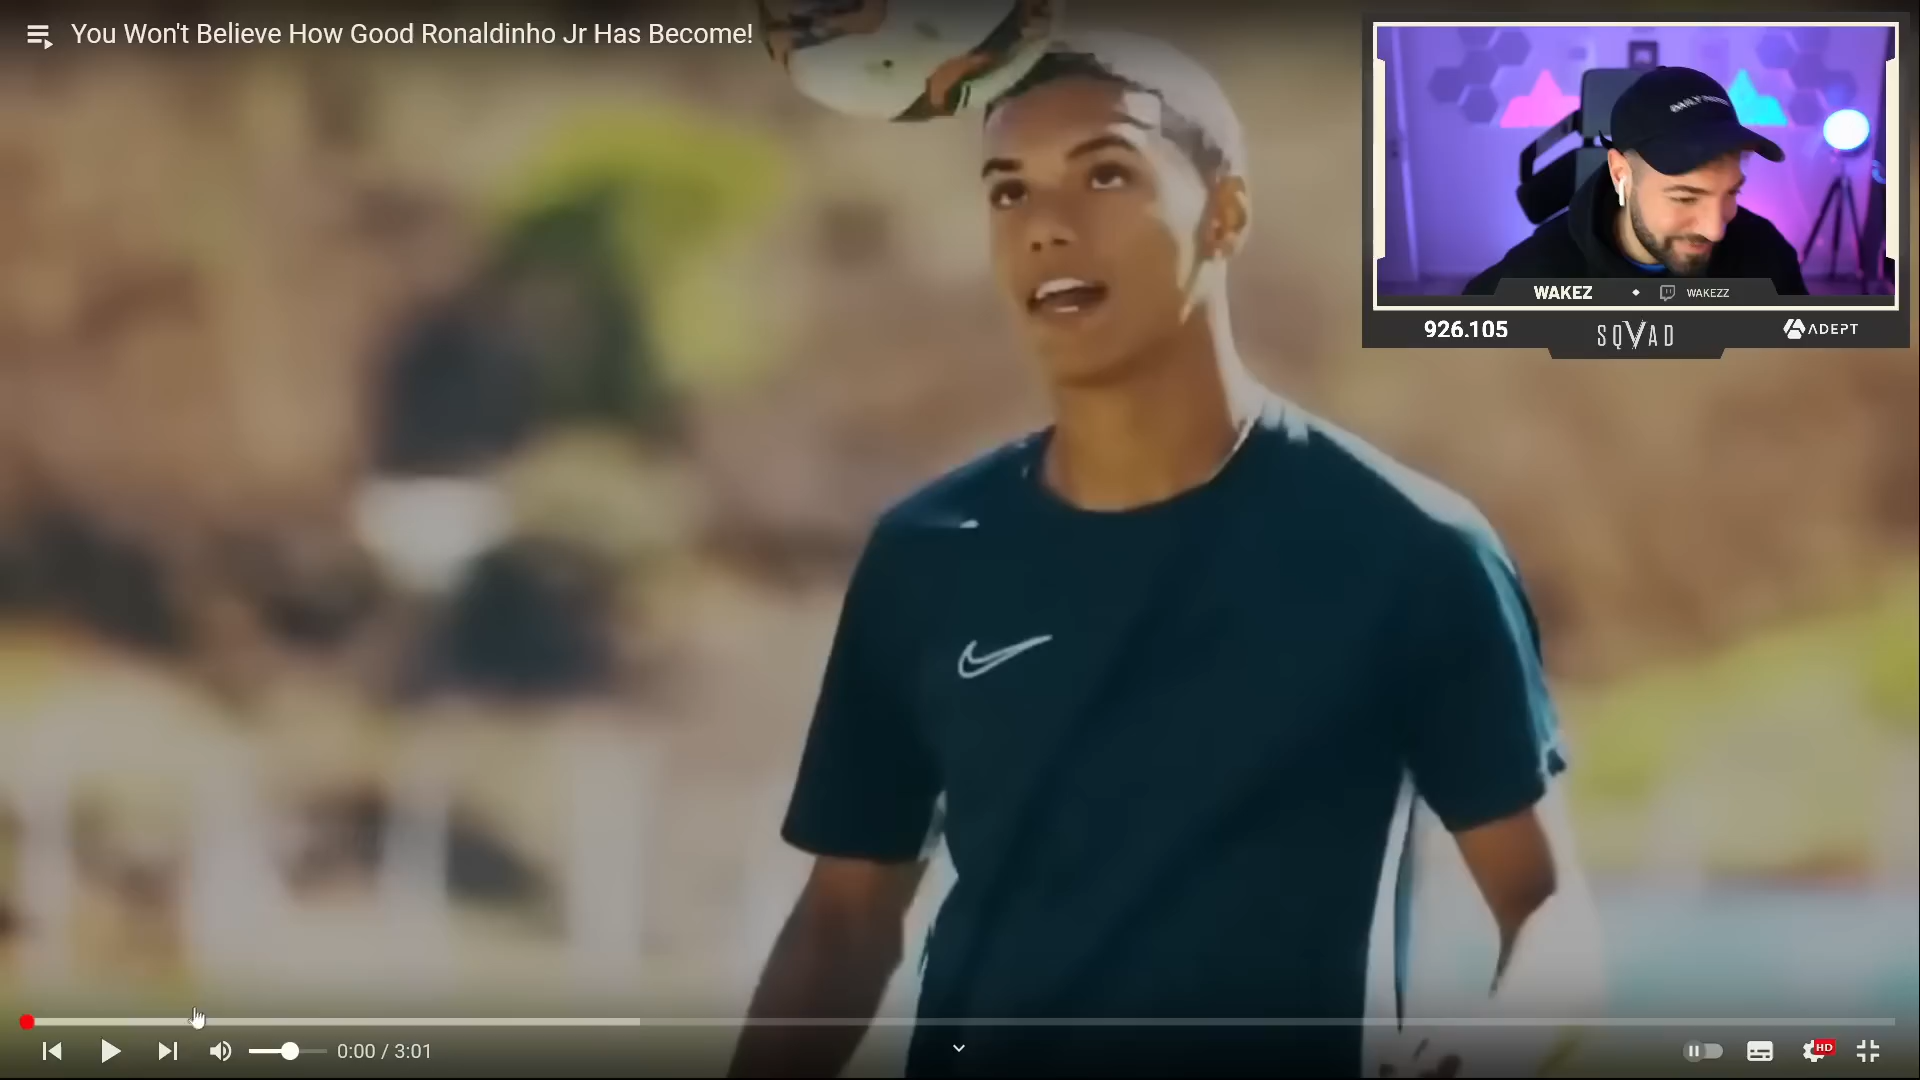 You Won't Believe How Good Ronaldinho Jr Has Become!
WAKEZ
WAKEZZ
926.105
SQVAD
ADEPT
0:00 / 3:01
HD